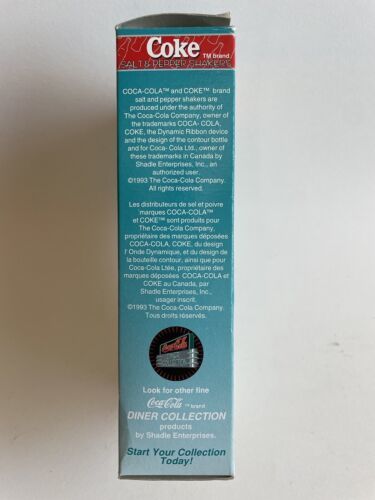 Coke TM brand
SALT & PEPPER SHAKERS
COCA-COLA™ and COKE™ brand
salt and pepper shakers are
produced under the authority of
The Coca-Cola Company, owner of
the trademarks COCA- COLA,
COKE, the Dynamic Ribbon device
and the design of the contour bottle
and for Coca- Cola Ltd., owner of
these trademarks in Canada by
Shadle Enterprises, Inc., an
authorized user.
©1993 The Coca-Cola Company.
All rights reserved.
Les distributeurs de sel et poivre
marques COCA-COLA™
et COKE™ sont produits pour
The Coca-Cola Company,
propriétaire des marques déposées
COCA-COLA, COKE, du design
l' Onde Dynamique, et du design de
la bouteille contour, ainsi que pour
Coca-Cola Ltée, propriétaire des
marques déposées COCA-COLA et
COKE au Canada, par
Shadle Enterprises, Inc.,
usager inscrit.
©1993 The Coca-Cola Company.
Tous droits réservés.
Coca-Cola
Look for other fine
Coca-Cola ™ brand
DINER COLLECTION
products
by Shadle Enterprises.
Start Your Collection
Today!